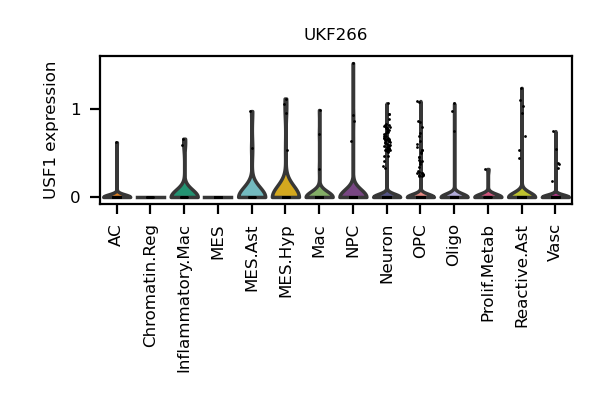 UKF266
USF1 expression
1
0
AC
Chromatin.Reg
Inflammatory.Mac
MES
MES.Ast
MES.Hyp
Mac
NPC
Neuron
OPC
Oligo
Prolif.Metab
Reactive.Ast
Vasc